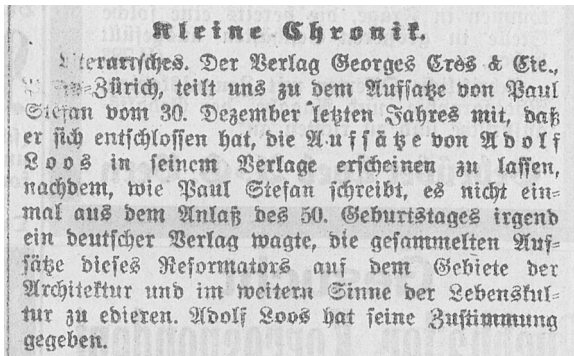 Kleine Chronik.
Literarisches. Der Verlag Georges Crès & Cie.,
Zürich, teilt uns zu dem Aufsatze von Paul
Stefan vom 30. Dezember letzten Jahres mit, daß
er sich entschlossen hat, die Aufsätze von Adolf
Loos in seinem Verlage erscheinen zu lassen,
nachdem, wie Paul Stefan schreibt, es nicht ein-
mal aus dem Anlaß des 50. Geburtstages irgend
ein deutscher Verlag wagte, die gesammelten Auf-
sätze dieses Reformators auf dem Gebiete der
Architektur und im weitern Sinne der Lebenskul-
tur zu edieren. Adolf Loos hat seine Zustimmung
gegeben.